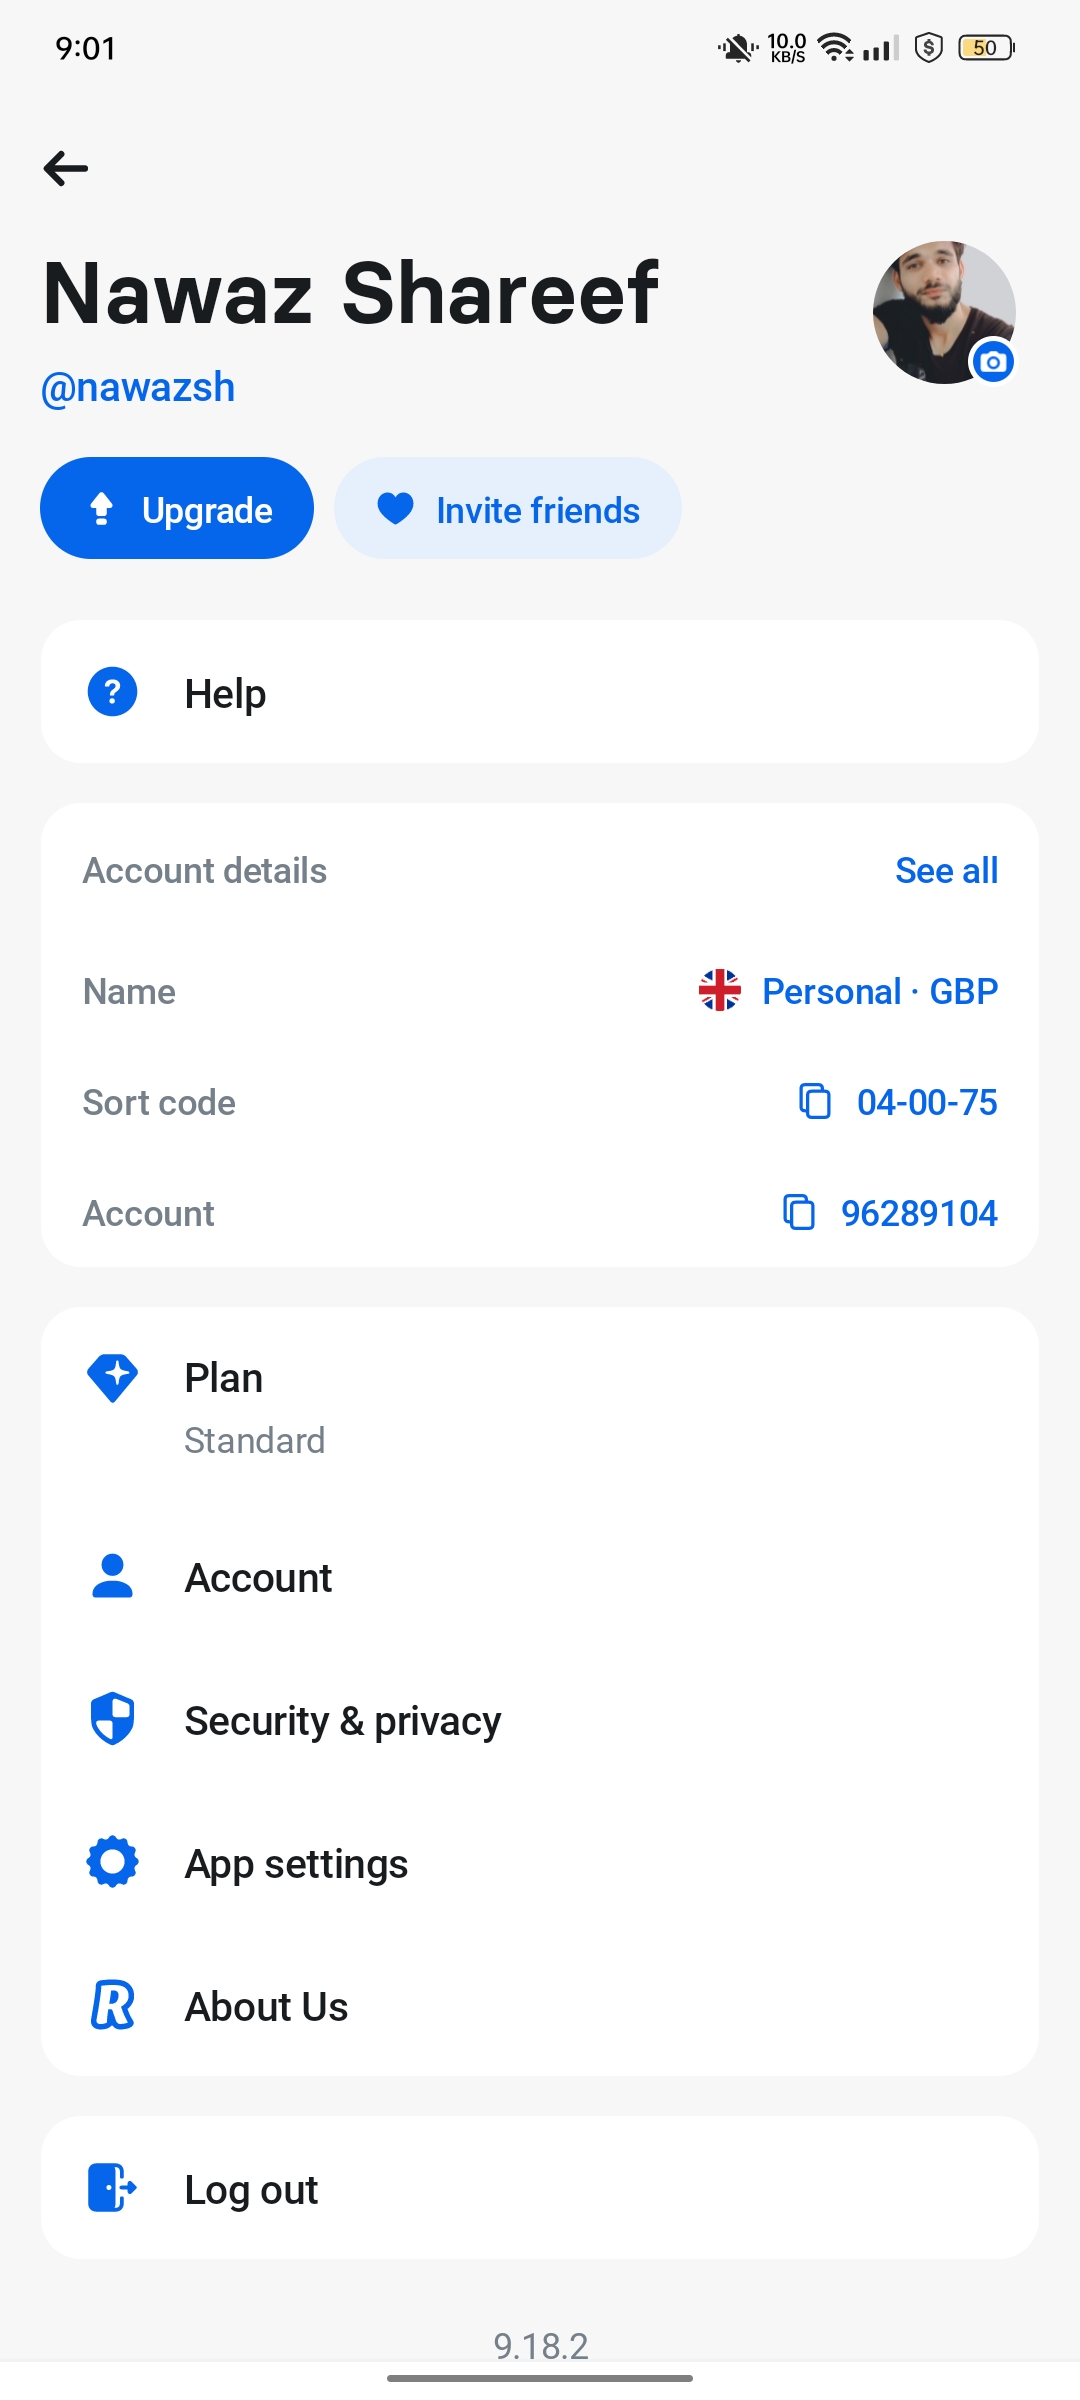 9:01
10.0
KB/S
50
Nawaz Shareef
@nawazsh
Upgrade
Invite friends
Help
Account details
See all
Name
Personal · GBP
Sort code
04-00-75
Account
96289104
Plan
Standard
Account
Security & privacy
App settings
About Us
Log out
9.18.2